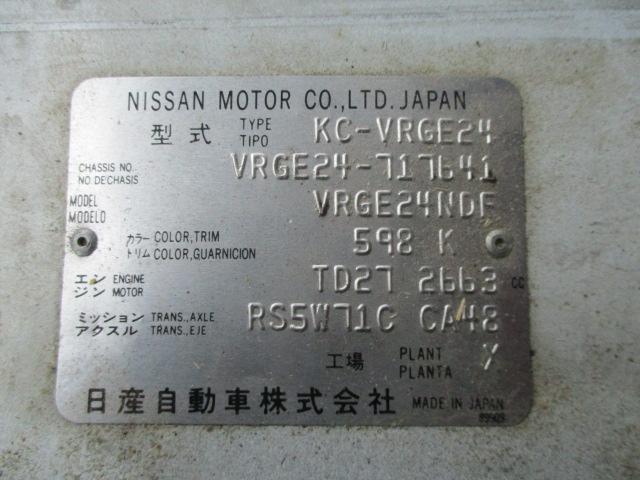 NISSAN MOTOR CO.,LTD. JAPAN
型式 TYPE TIPO KC-VRGE24
CHASSIS NO. NO DE CHASIS VRGE24-717641
MODEL MODELO VRGE24NDF
カラー COLOR,TRIM トリム COLOR,GUARNICION 598 K
エンジン ENGINE MOTOR TD27 2663 CC
ミッション TRANS.,AXLE アクスル TRANS.,EJE RS5W71C CA48
工場 PLANT PLANTA X
日産自動車株式会社 MADE IN JAPAN